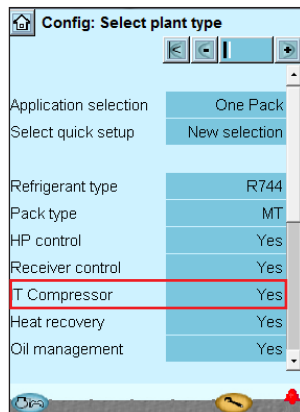 Config: Select plant type
Application selection One Pack
Select quick setup New selection
Refrigerant type R744
Pack type MT
HP control Yes
Receiver control Yes
IT Compressor Yes
Heat recovery Yes
Oil management Yes